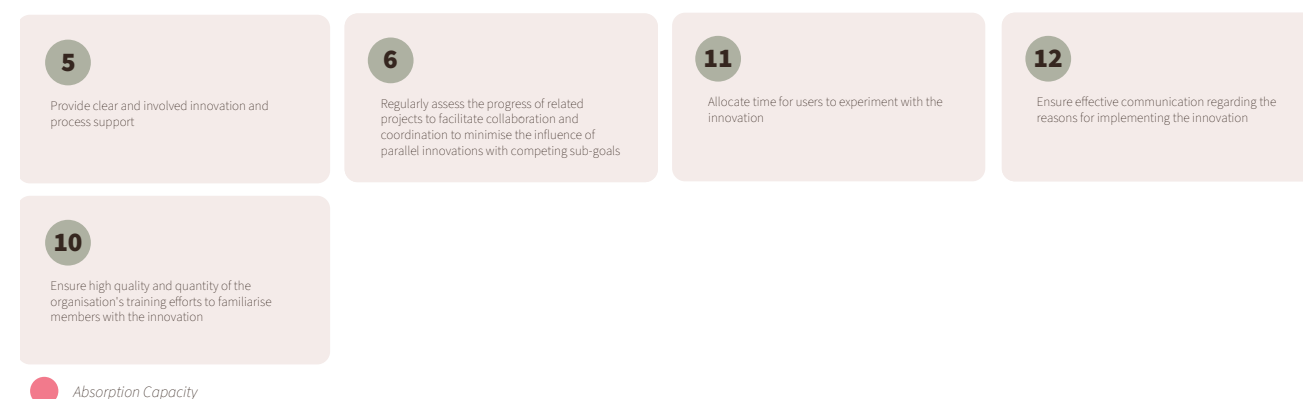 5
Provide clear and involved innovation and
process support
6
Regularly assess the progress of related
projects to facilitate collaboration and
coordination to minimise the influence of
parallel innovations with competing sub-goals
11
Allocate time for users to experiment with the
innovation
12
Ensure effective communication regarding the
reasons for implementing the innovation
10
Ensure high quality and quantity of the
organisation's training efforts to familiarise
members with the innovation
Absorption Capacity